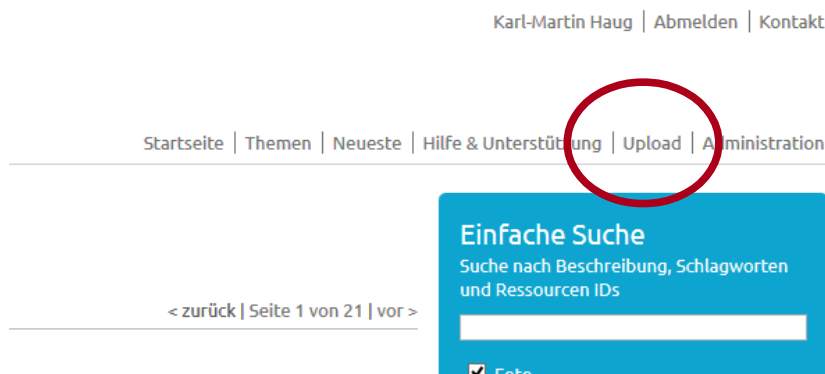 Karl-Martin Haug | Abmelden | Kontakt
Startseite | Themen | Neueste | Hilfe & Unterstützung | Upload | Administration
Einfache Suche
Suche nach Beschreibung, Schlagworten
und Ressourcen IDs
< zurück | Seite 1 von 21 | vor >
Foto